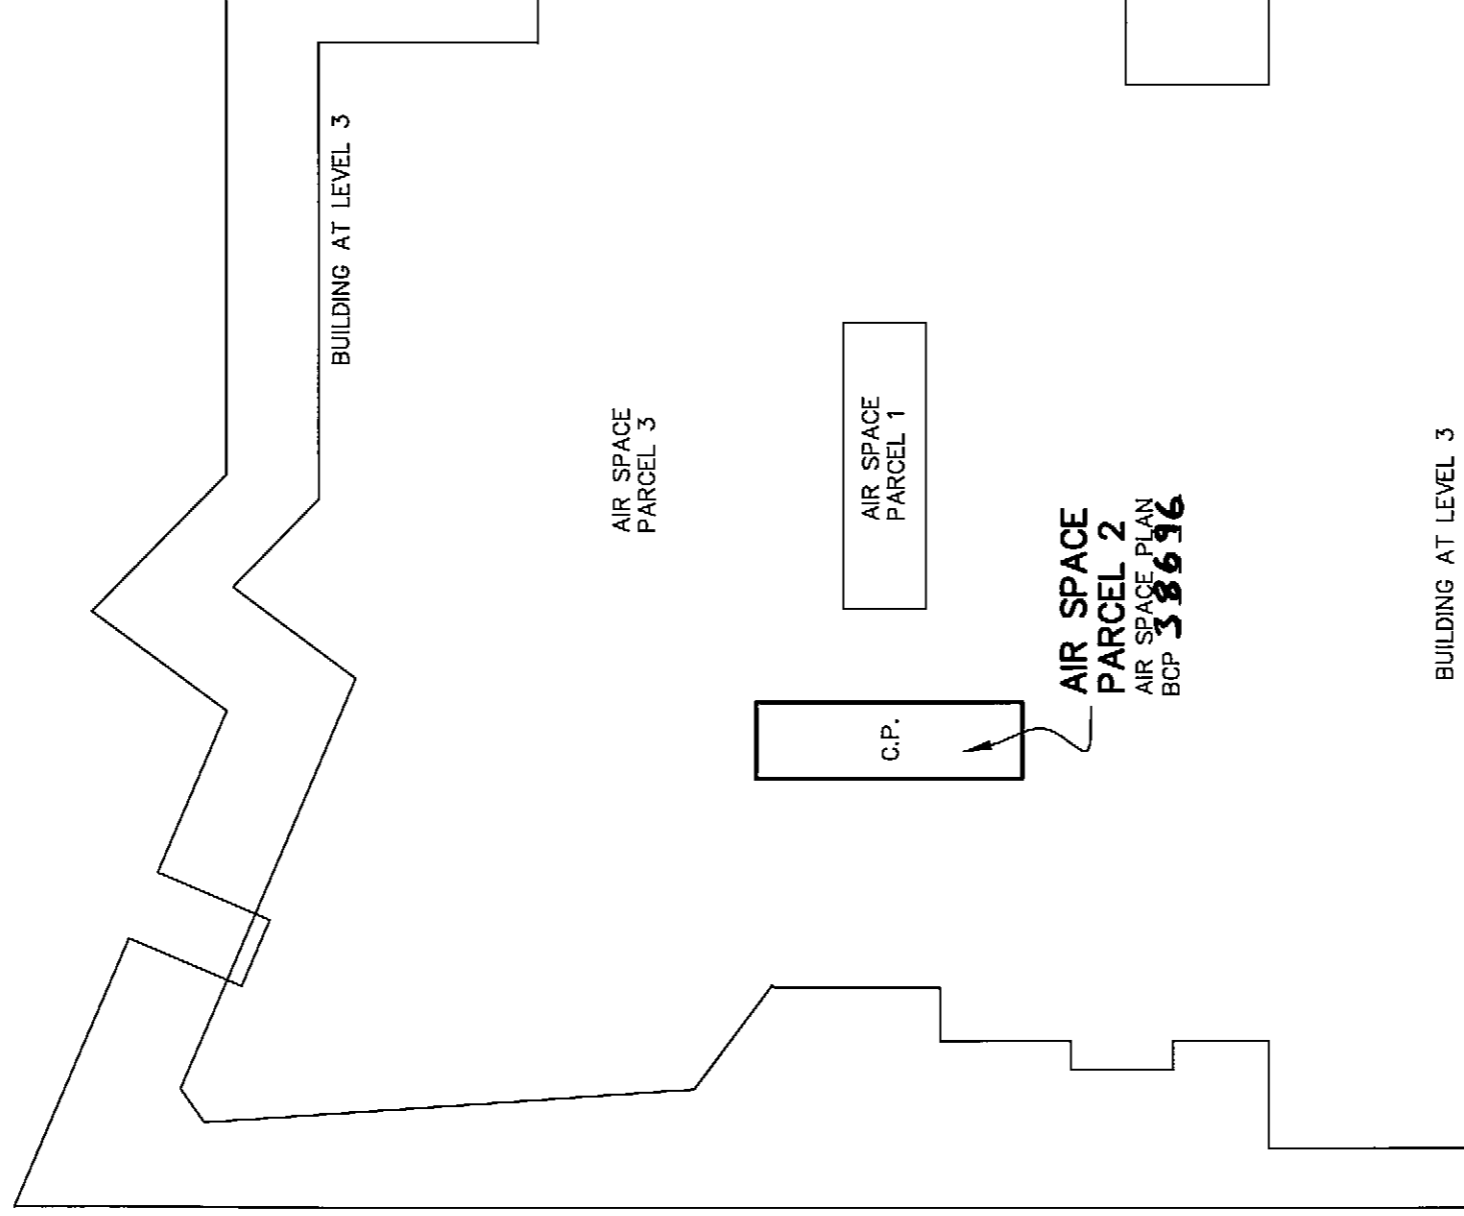 BUILDING AT LEVEL 3
AIR SPACE
PARCEL 3
AIR SPACE
PARCEL 1
C.P.
AIR SPACE
PARCEL 2
AIR SPACE PLAN
BCP 38696
BUILDING AT LEVEL 3